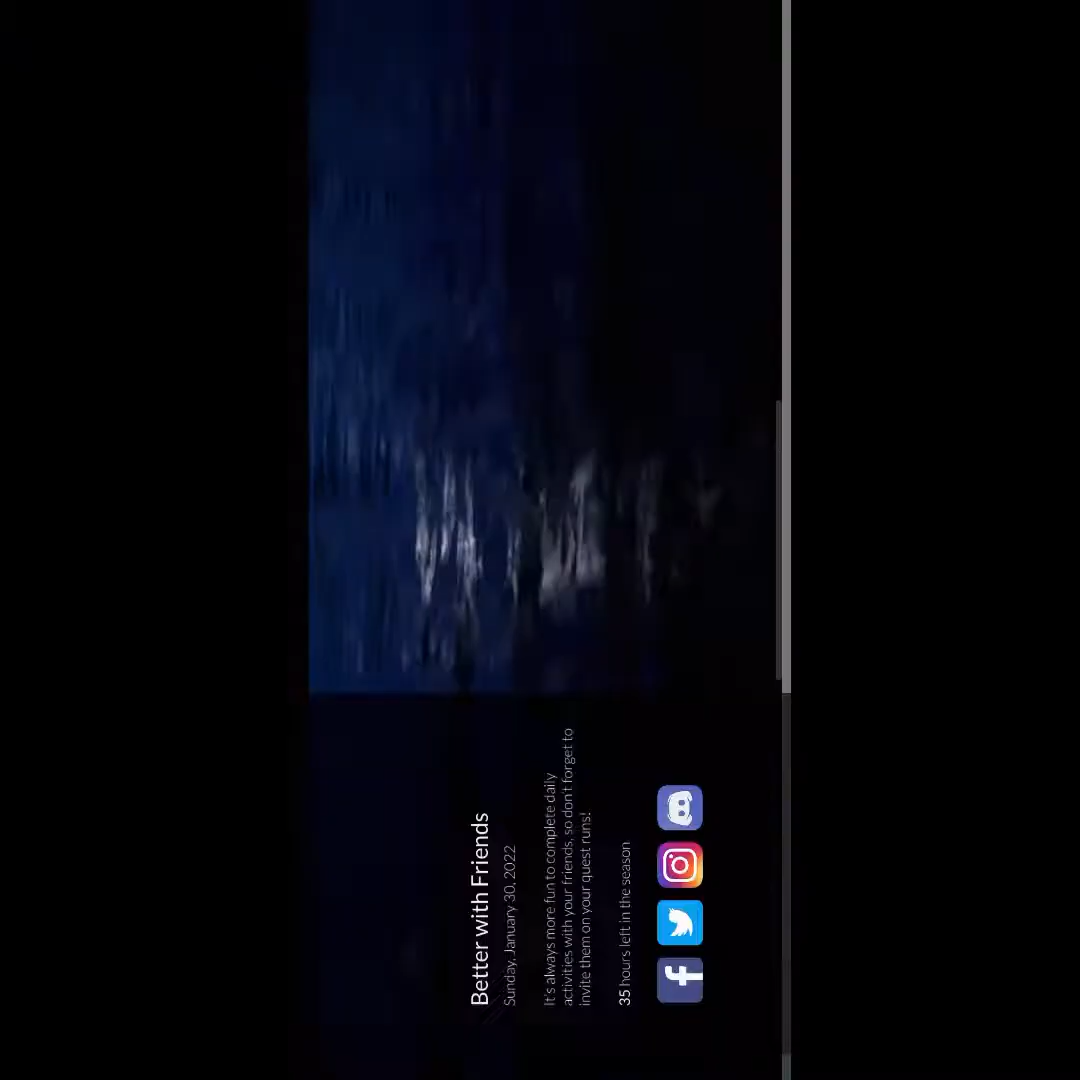 Better with Friends
Sunday, January 30, 2022
It's always more fun to complete daily
activities with your friends, so don't forget to
invite them on your quest runs!
35 hours left in the season